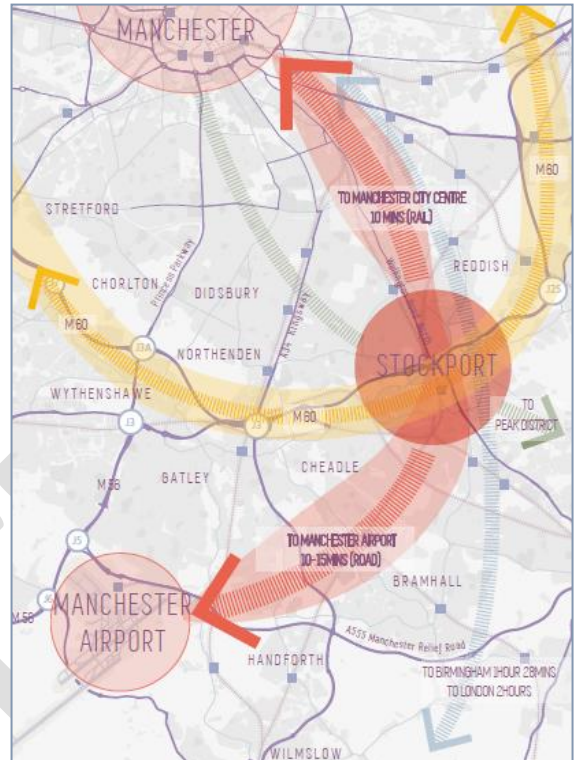 MANCHESTER
M60
TO MANCHESTER CITY CENTRE
10 MINS (RAIL)
STRETFORD
REDDISH
Princess Parkway
CHORLTON
DIDSBURY
A34 Kingsway
M60
J3A
NORTHENDEN
STOCKPORT
WYTHENSHAWE
TO
PEAK DISTRICT
J3
J3
M60
CHEADLE
GATLEY
M56
J5
TO MANCHESTER AIRPORT
10-15MINS (ROAD)
BRAMHALL
J6
MANCHESTER
AIRPORT
M56
A555 Manchester Relief Road
HANDFORTH
TO BIRMINGHAM 1HOUR 28MINS
TO LONDON 2HOURS
WILMSLOW